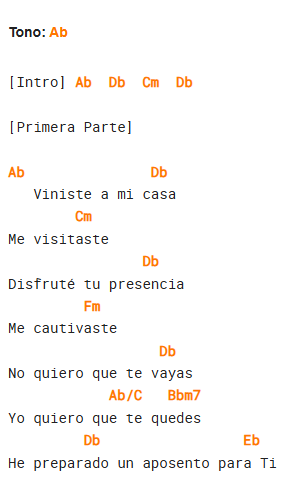 Tono: Ab
[Intro] Ab  Db  Cm  Db
[Primera Parte]
Ab               Db
   Viniste a mi casa
        Cm
Me visitaste
                Db
Disfruté tu presencia
         Fm
Me cautivaste
                  Db
No quiero que te vayas
            Ab/C   Bbm7
Yo quiero que te quedes
         Db                 Eb
He preparado un aposento para Ti